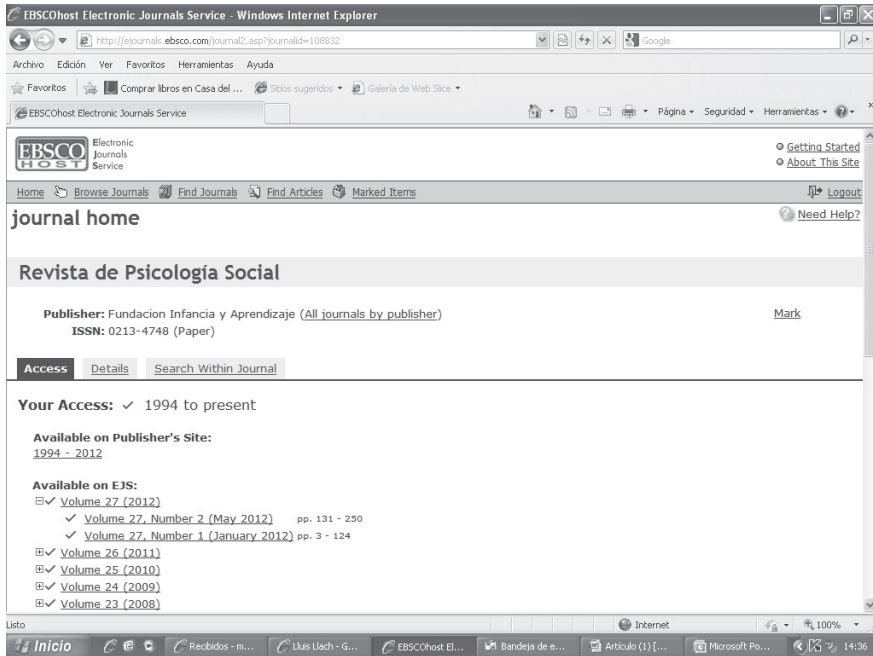 EBSCOhost Electronic Journals Service - Windows Internet Explorer
http://ejournals.ebsco.com/journal2.asp?journalid=108832
Google
Archivo Edición Ver Favoritos Herramientas Ayuda
Favoritos Comprar libros en Casa del ... Sitios sugeridos Galería de Web Slice
EBSCOhost Electronic Journals Service Página Seguridad Herramientas
EBSCO HOST
Electronic
Journals
Service
Getting Started
About This Site
Home Browse Journals Find Journals Find Articles Marked Items Logout
journal home Need Help?
Revista de Psicología Social
Publisher: Fundacion Infancia y Aprendizaje (All journals by publisher) Mark
ISSN: 0213-4748 (Paper)
Access Details Search Within Journal
Your Access: ✓ 1994 to present
Available on Publisher's Site:
1994 - 2012
Available on EJS:
Volume 27 (2012)
Volume 27, Number 2 (May 2012) pp. 131 - 250
Volume 27, Number 1 (January 2012) pp. 3 - 124
Volume 26 (2011)
Volume 25 (2010)
Volume 24 (2009)
Volume 23 (2008)
Listo Internet 100%
Inicio Recibidos - m... Lluis Llach - G... EBSCOhost El... Bandeja de e... Artículo (1) [... Microsoft Po... 14:36